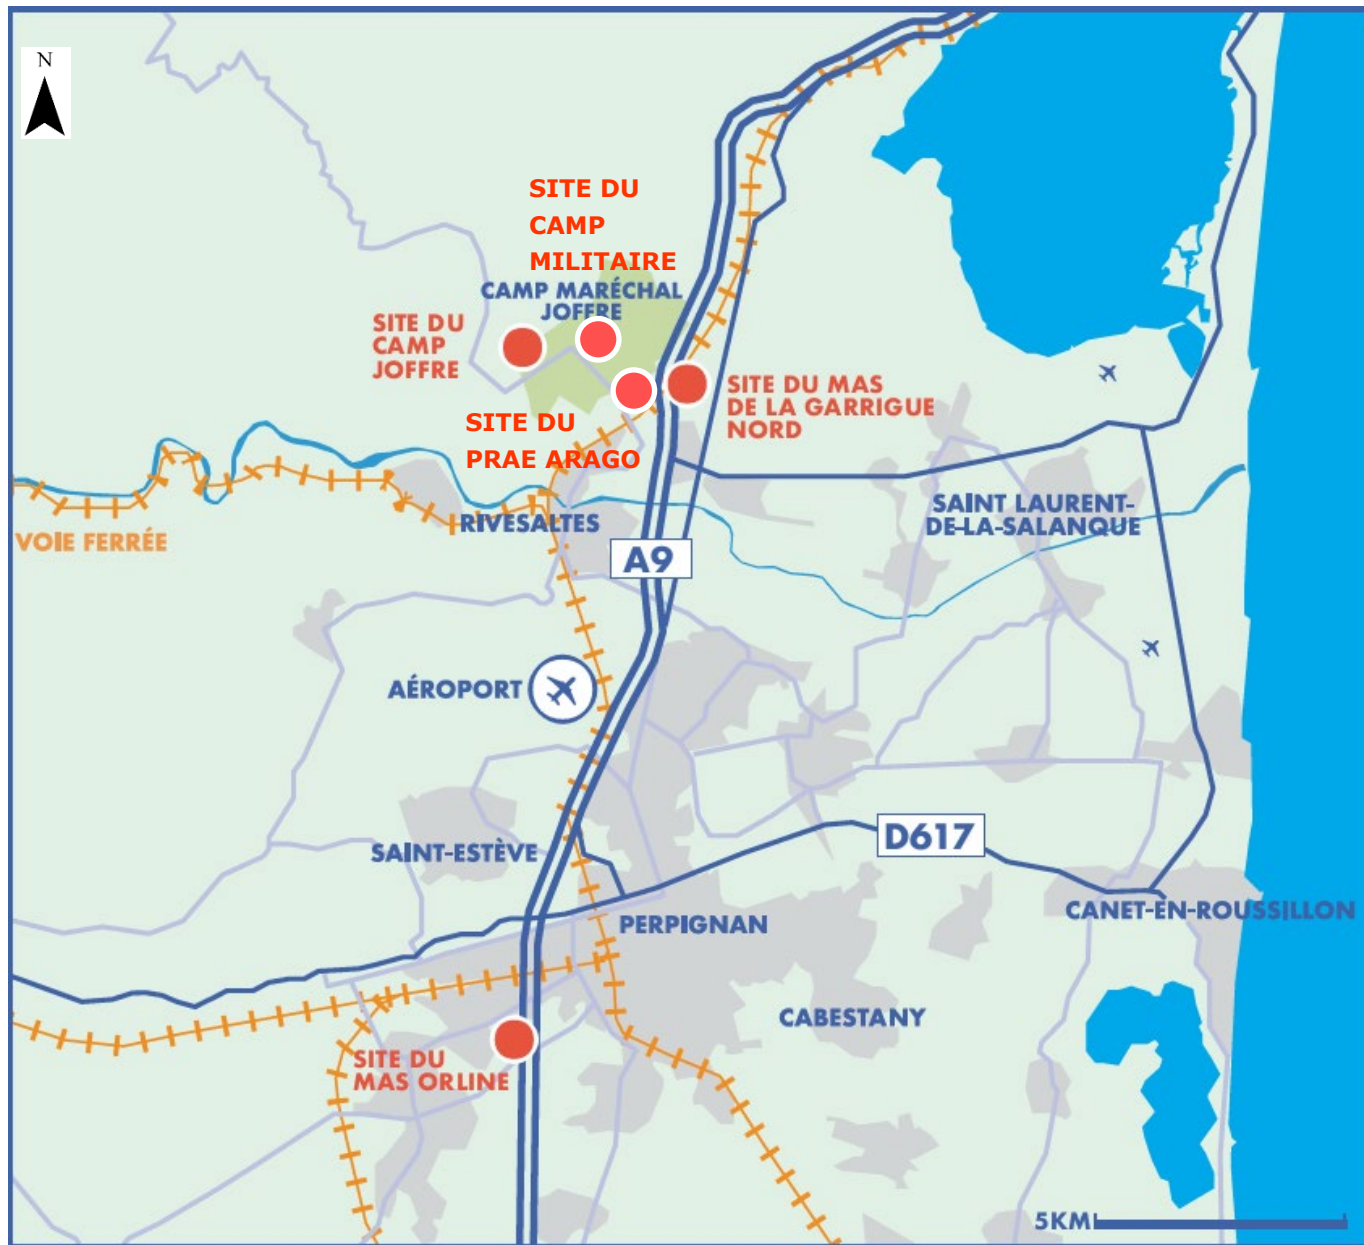 N
SITE DU
CAMP
MILITAIRE
CAMP MARÉCHAL
JOFFRE
SITE DU
CAMP
JOFFRE
SITE DU MAS
DE LA GARRIGUE
NORD
SITE DU
PRAE ARAGO
SAINT LAURENT-
DE-LA-SALANQUE
RIVESALTES
VOIE FERRÉE
A9
AÉROPORT
D617
SAINT-ESTÈVE
CANET-EN-ROUSSILLON
PERPIGNAN
CABESTANY
SITE DU
MAS ORLINE
5KM